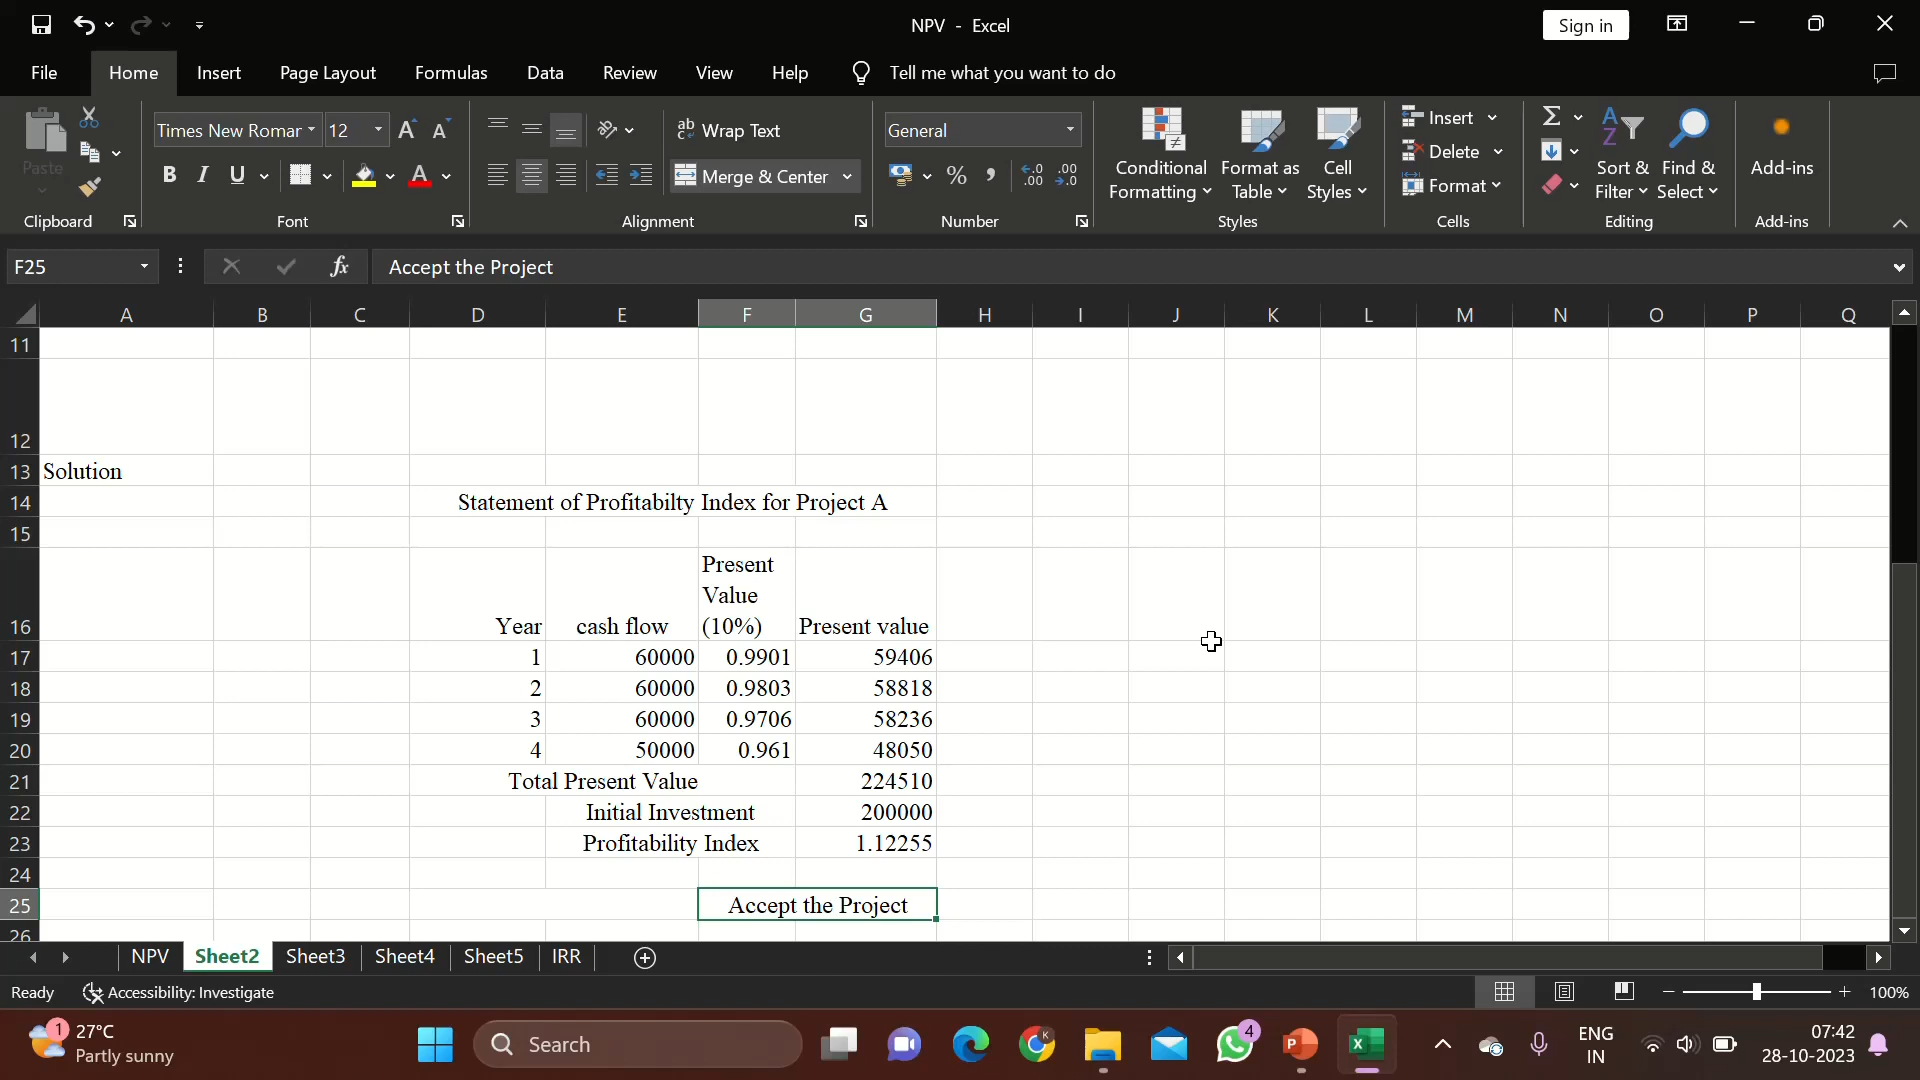 NPV - Excel
Sign in
File Home Insert Page Layout Formulas Data Review View Help Tell me what you want to do
Paste
Clipboard
Times New Romar 12
A A
B I U A
Font
ab Wrap Text
Merge & Center
Alignment
General
% , .00 .00
Number
Conditional Formatting
Format as Table
Cell Styles
Styles
Insert
Delete
Format
Cells
Sort & Filter
Find & Select
Editing
Add-ins
Add-ins
F25 fx Accept the Project
A B C D E F G H I J K L M N O P Q
11
12
13 Solution
14 Statement of Profitabilty Index for Project A
15
Present
Value
16 Year cash flow (10%) Present value
17 1 60000 0.9901 59406
18 2 60000 0.9803 58818
19 3 60000 0.9706 58236
20 4 50000 0.961 48050
21 Total Present Value 224510
22 Initial Investment 200000
23 Profitability Index 1.12255
24
25 Accept the Project
26
NPV Sheet2 Sheet3 Sheet4 Sheet5 IRR
Ready Accessibility: Investigate 100%
1 27°C
Partly sunny
Search
4
ENG
IN
07:42
28-10-2023